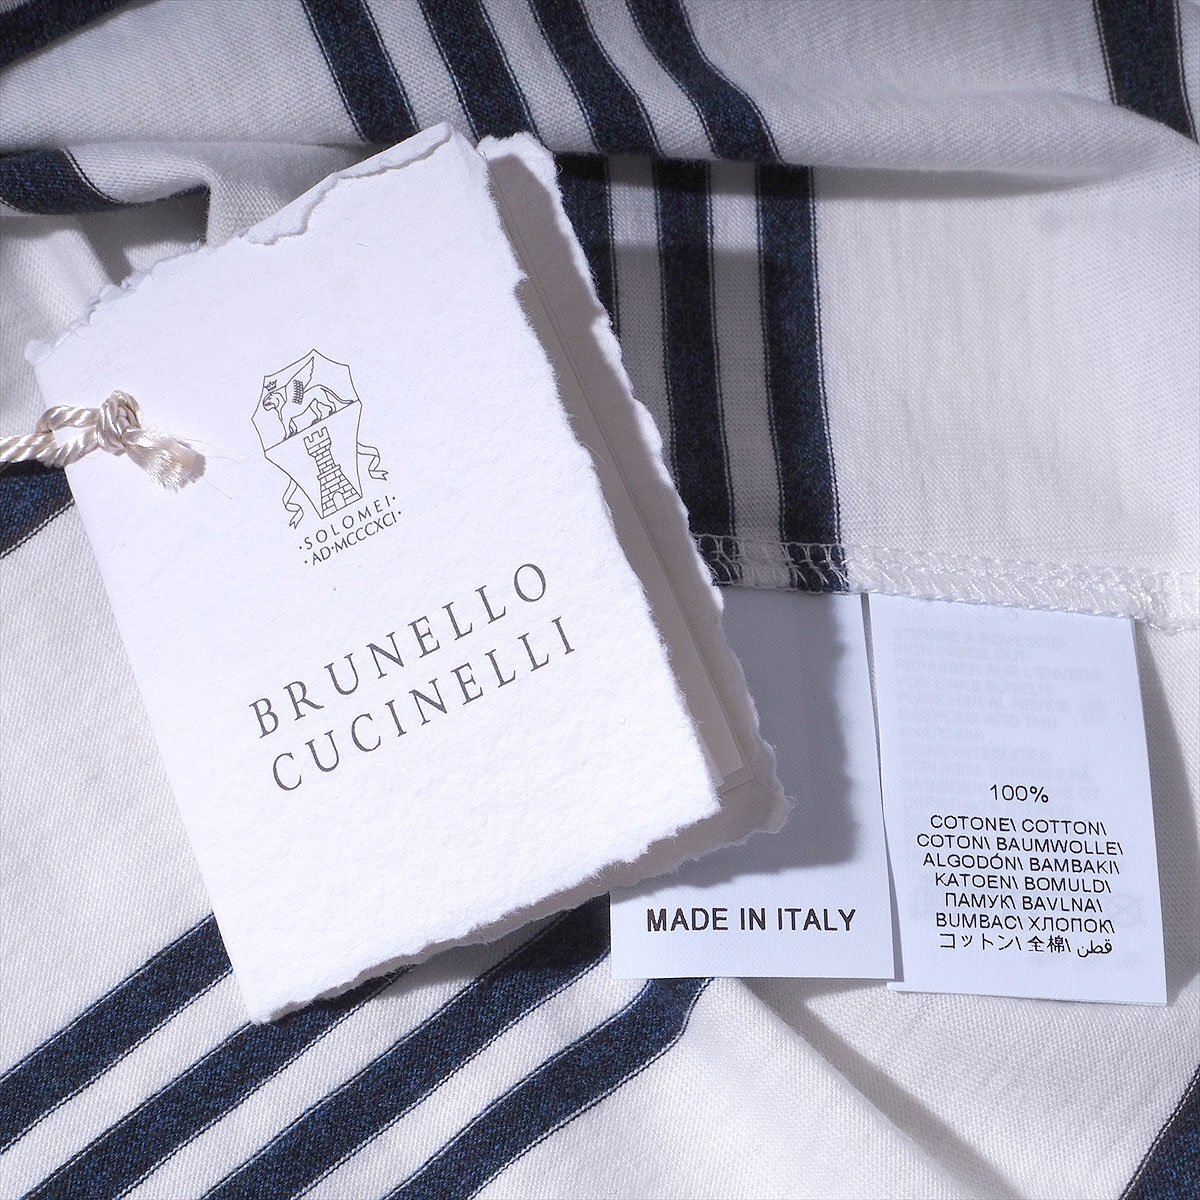 ·SOLOMEI·
·AD·MCCCXCI·
BRUNELLO
CUCINELLI
MADE IN ITALY
100%
COTONE\ COTTON\
COTON\ BAUMWOLLE\
ALGODÓN\ BAMBAKI\
KATOEN\ BOMULD\
ПАМУК\ BAVLNA\
BUMBAC\ ХЛОПОК\
コットン\ 全棉\ قطن